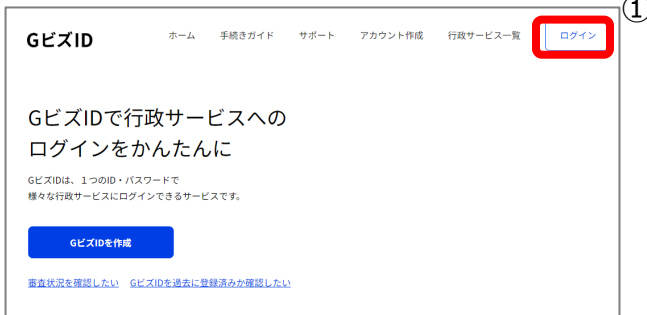 ①
GビズID ホーム 手続きガイド サポート アカウント作成 行政サービス一覧 ログイン
GビズIDで行政サービスへの
ログインをかんたんに
GビズIDは、１つのID・パスワードで
様々な行政サービスにログインできるサービスです。
GビズIDを作成
審査状況を確認したい GビズIDを過去に登録済みか確認したい